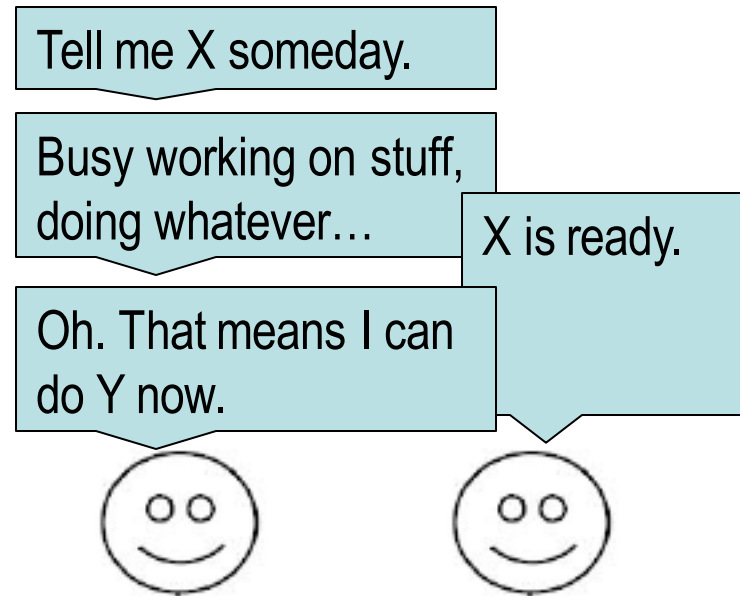 Tell me X someday.
Busy working on stuff,
doing whatever…
X is ready.
Oh. That means I can
do Y now.